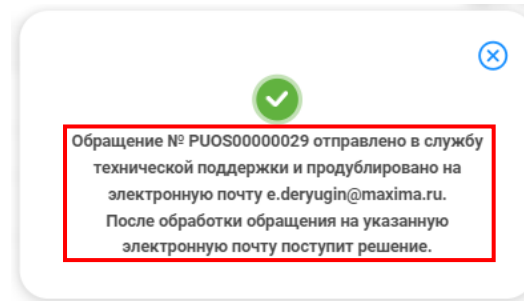 Обращение № PUOS00000029 отправлено в службу
технической поддержки и продублировано на
электронную почту e.deryugin@maxima.ru.
После обработки обращения на указанную
электронную почту поступит решение.